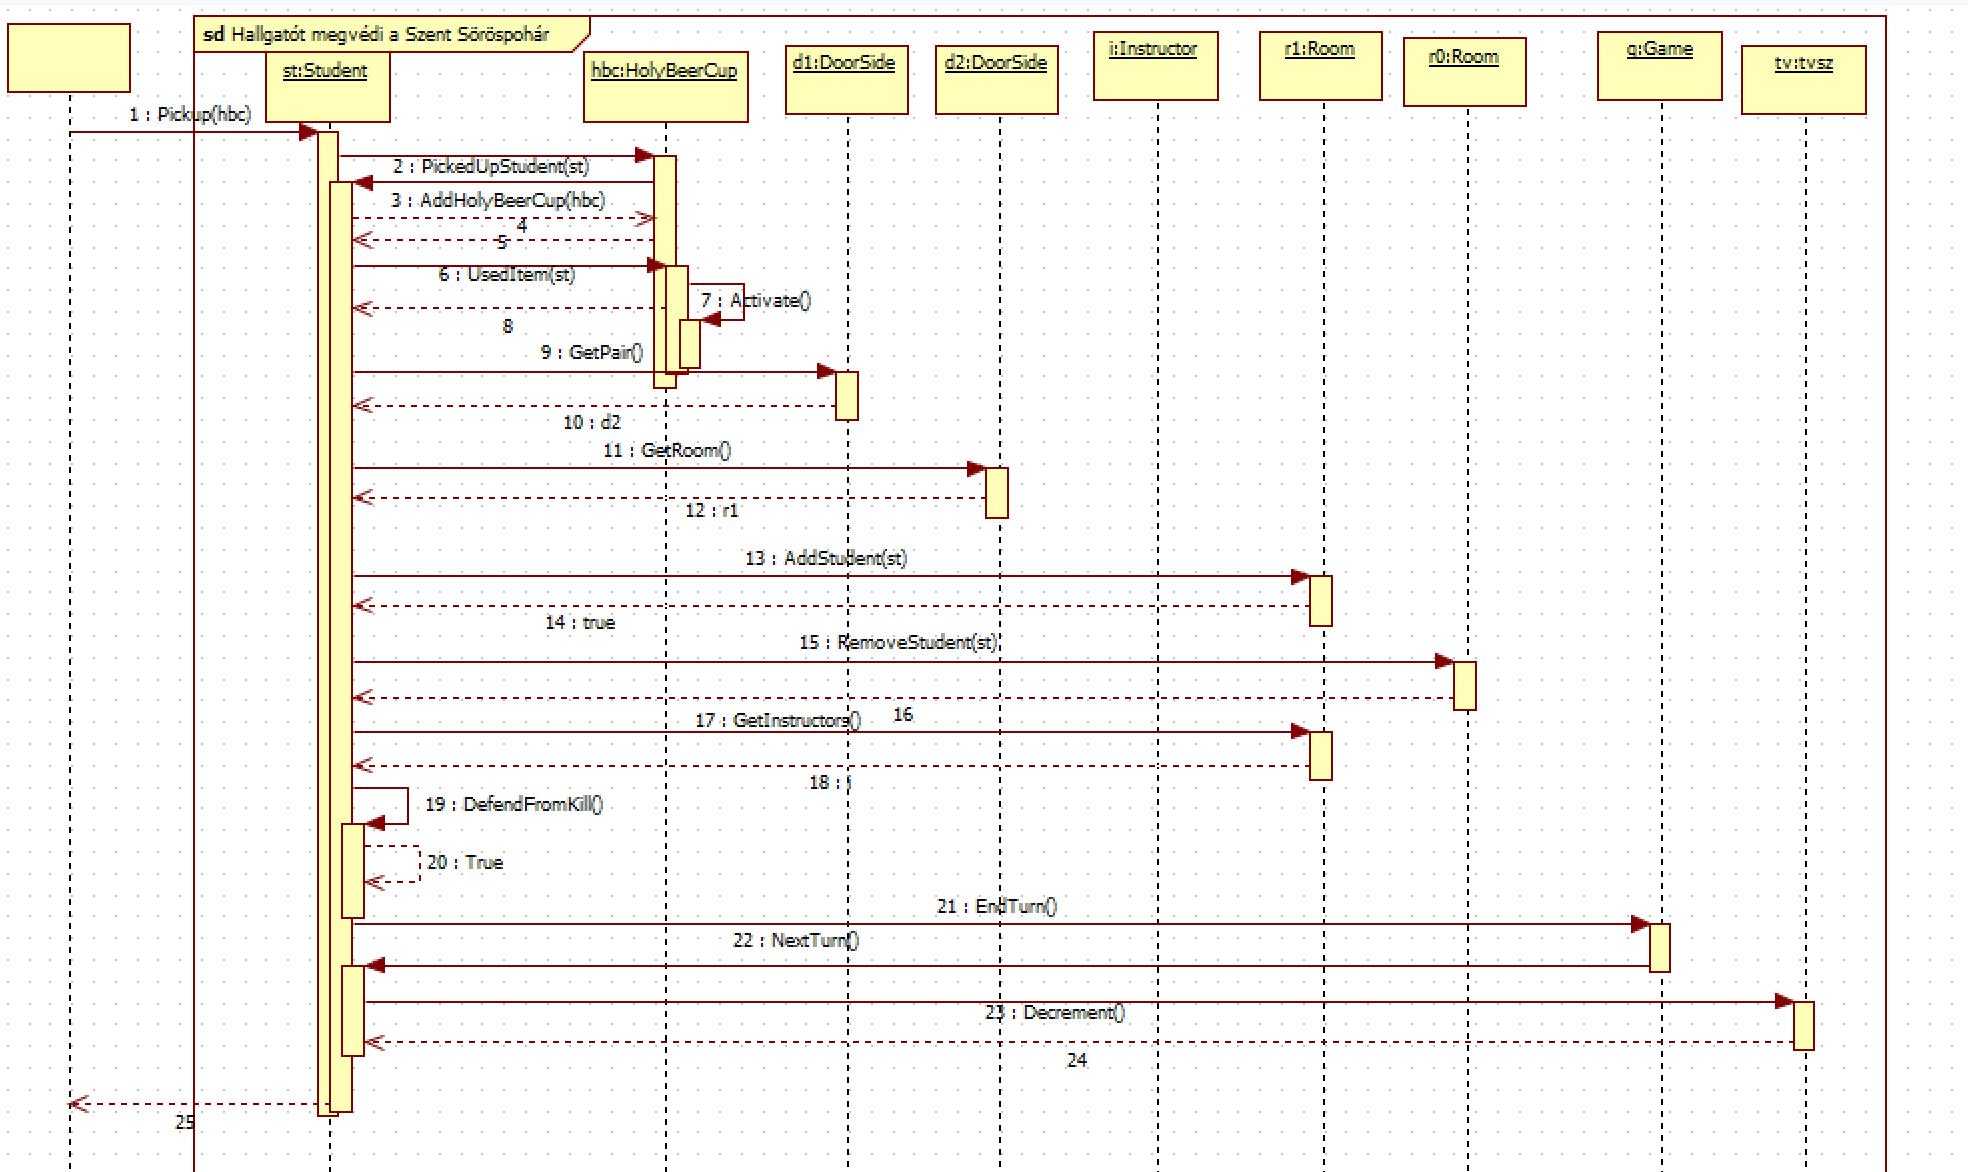 sd Hallgatót megvédi a Szent Söröspohár
st:Student
hbc:HolyBeerCup
d1:DoorSide
d2:DoorSide
i:Instructor
r1:Room
r0:Room
g:Game
tv:tvsz
1 : Pickup(hbc)
2 : PickedUpStudent(st)
3 : AddHolyBeerCup(hbc)
4
5
6 : UsedItem(st)
7 : Activate()
8
9 : GetPair()
10 : d2
11 : GetRoom()
12 : r1
13 : AddStudent(st)
14 : true
15 : RemoveStudent(st)
16
17 : GetInstructors()
18 : i
19 : DefendFromKill()
20 : True
21 : EndTurn()
22 : NextTurn()
23 : Decrement()
24
25